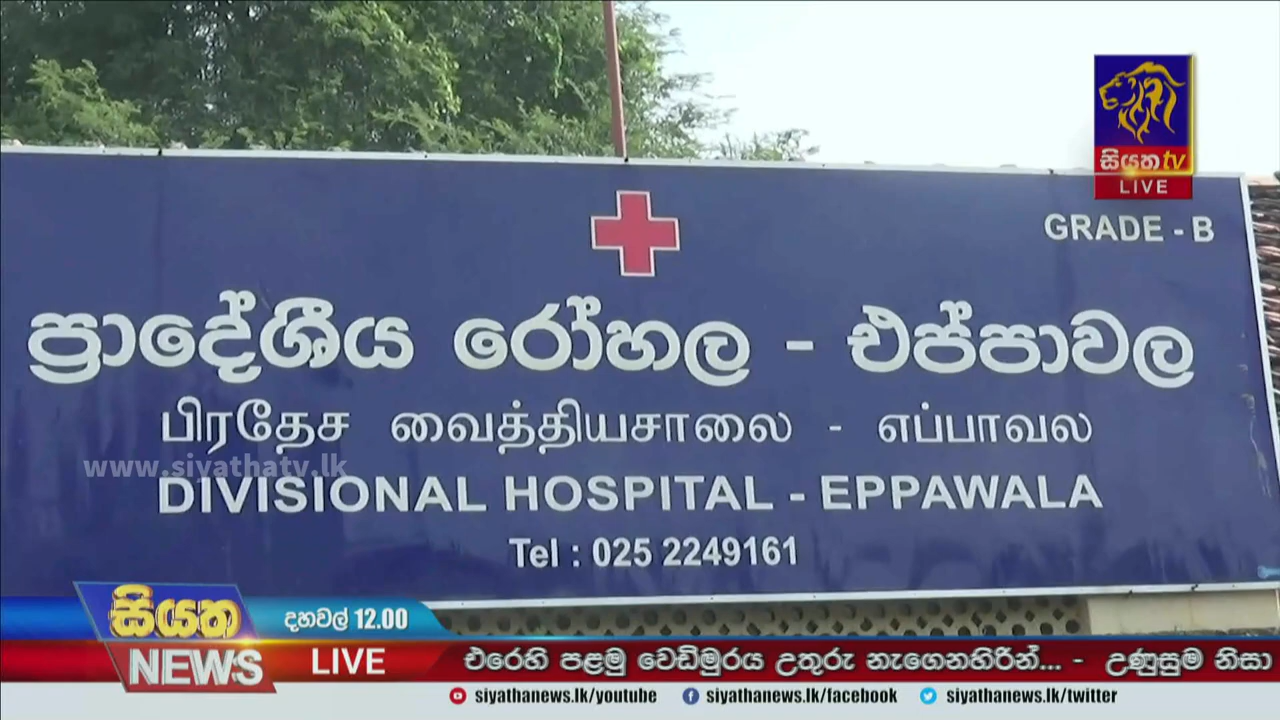 සියත tv
LIVE
GRADE - B
ප්‍රාදේශීය රෝහල - එප්පාවල
பிரதேச வைத்தியசாலை - எப்பாவல
www.siyathatv.lk
DIVISIONAL HOSPITAL - EPPAWALA
Tel : 025 2249161
සියත
NEWS
දහවල් 12.00
LIVE
එරෙහි පළමු වෙඩිමුරය උතුරු නැගෙනහිරින්... - උණුසුම නිසා
siyathanews.lk/youtube
siyathanews.lk/facebook
siyathanews.lk/twitter